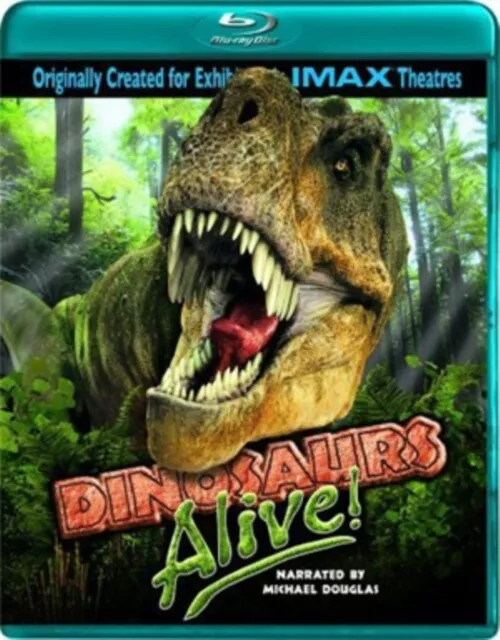 Blu-ray Disc
Originally Created for IMAX Theatres
DINOSAURS
Alive!
NARRATED BY
MICHAEL DOUGLAS